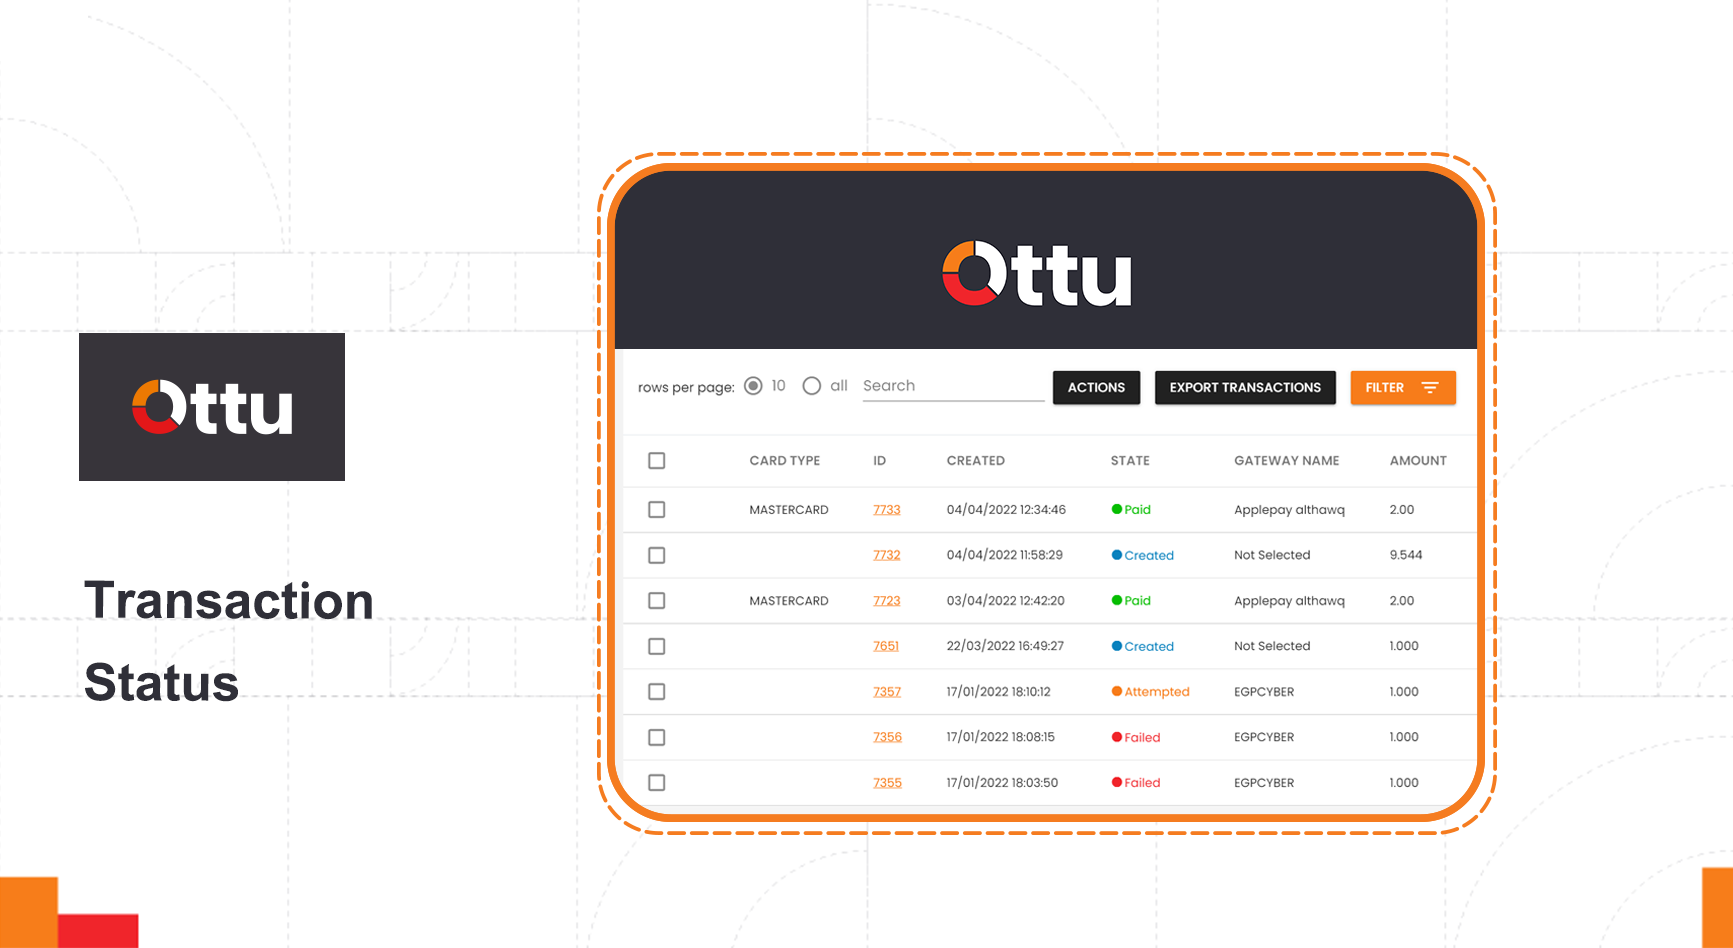 Ottu
Transaction
Status
Ottu
rows per page: 10 all Search ACTIONS EXPORT TRANSACTIONS FILTER
CARD TYPE ID CREATED STATE GATEWAY NAME AMOUNT
MASTERCARD 7733 04/04/2022 12:34:46 Paid Applepay althawq 2.00
7732 04/04/2022 11:58:29 Created Not Selected 9.544
MASTERCARD 7723 03/04/2022 12:42:20 Paid Applepay althawq 2.00
7651 22/03/2022 16:49:27 Created Not Selected 1.000
7357 17/01/2022 18:10:12 Attempted EGPCYBER 1.000
7356 17/01/2022 18:08:15 Failed EGPCYBER 1.000
7355 17/01/2022 18:03:50 Failed EGPCYBER 1.000